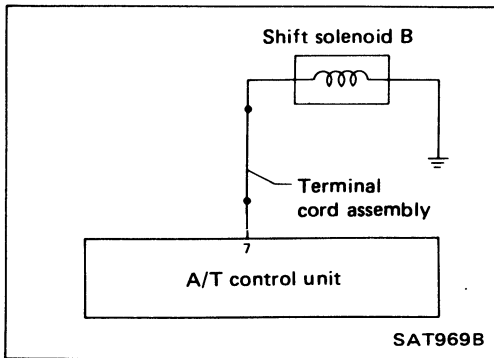 Shift solenoid B
Terminal
cord assembly
7
A/T control unit
SAT969B